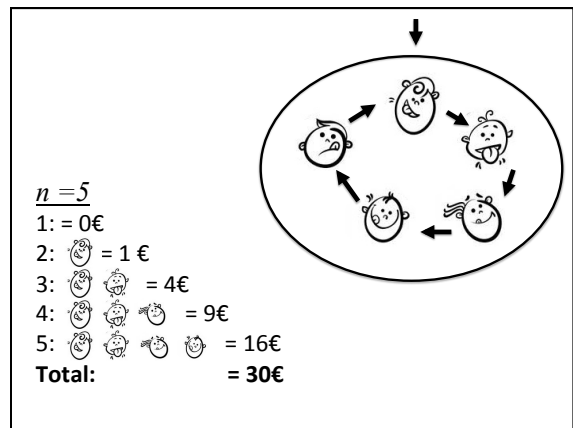 n =5
1: = 0€
2: = 1 €
3: = 4€
4: = 9€
5: = 16€
Total: = 30€